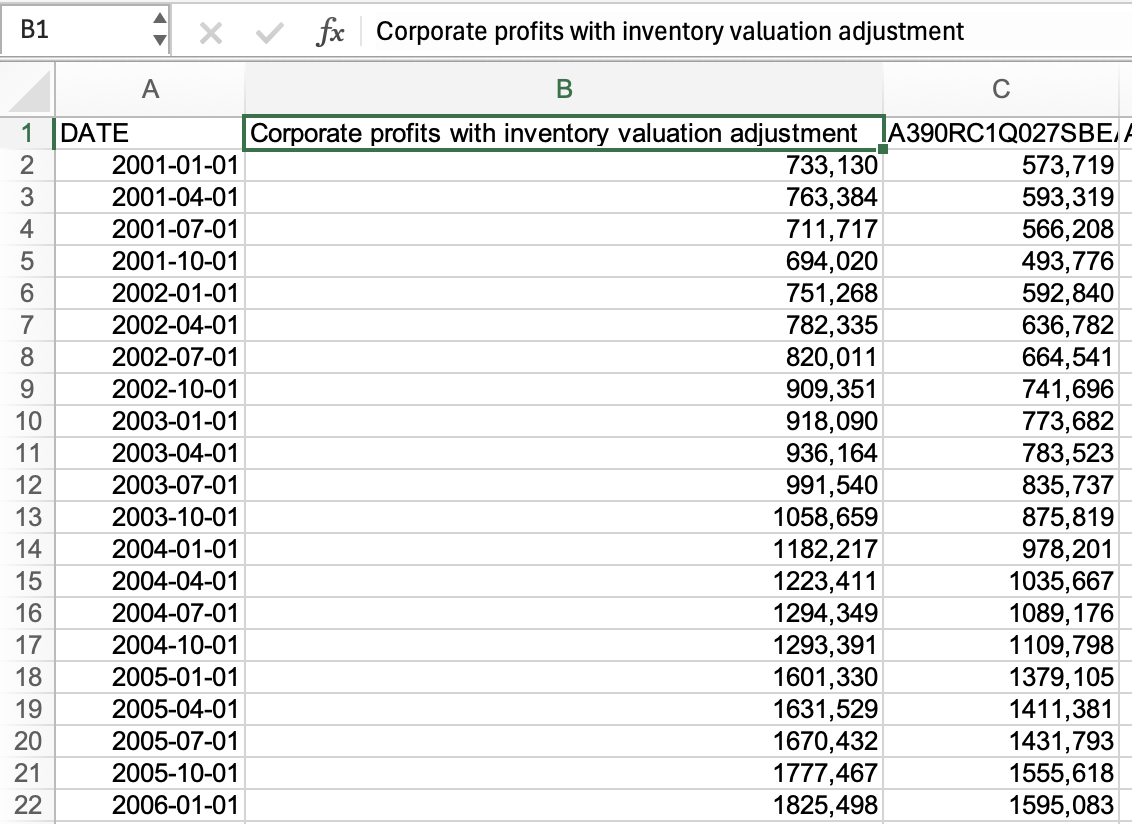 B1 fx Corporate profits with inventory valuation adjustment
A B C
1 DATE Corporate profits with inventory valuation adjustment A390RC1Q027SBE
2 2001-01-01 733,130 573,719
3 2001-04-01 763,384 593,319
4 2001-07-01 711,717 566,208
5 2001-10-01 694,020 493,776
6 2002-01-01 751,268 592,840
7 2002-04-01 782,335 636,782
8 2002-07-01 820,011 664,541
9 2002-10-01 909,351 741,696
10 2003-01-01 918,090 773,682
11 2003-04-01 936,164 783,523
12 2003-07-01 991,540 835,737
13 2003-10-01 1058,659 875,819
14 2004-01-01 1182,217 978,201
15 2004-04-01 1223,411 1035,667
16 2004-07-01 1294,349 1089,176
17 2004-10-01 1293,391 1109,798
18 2005-01-01 1601,330 1379,105
19 2005-04-01 1631,529 1411,381
20 2005-07-01 1670,432 1431,793
21 2005-10-01 1777,467 1555,618
22 2006-01-01 1825,498 1595,083